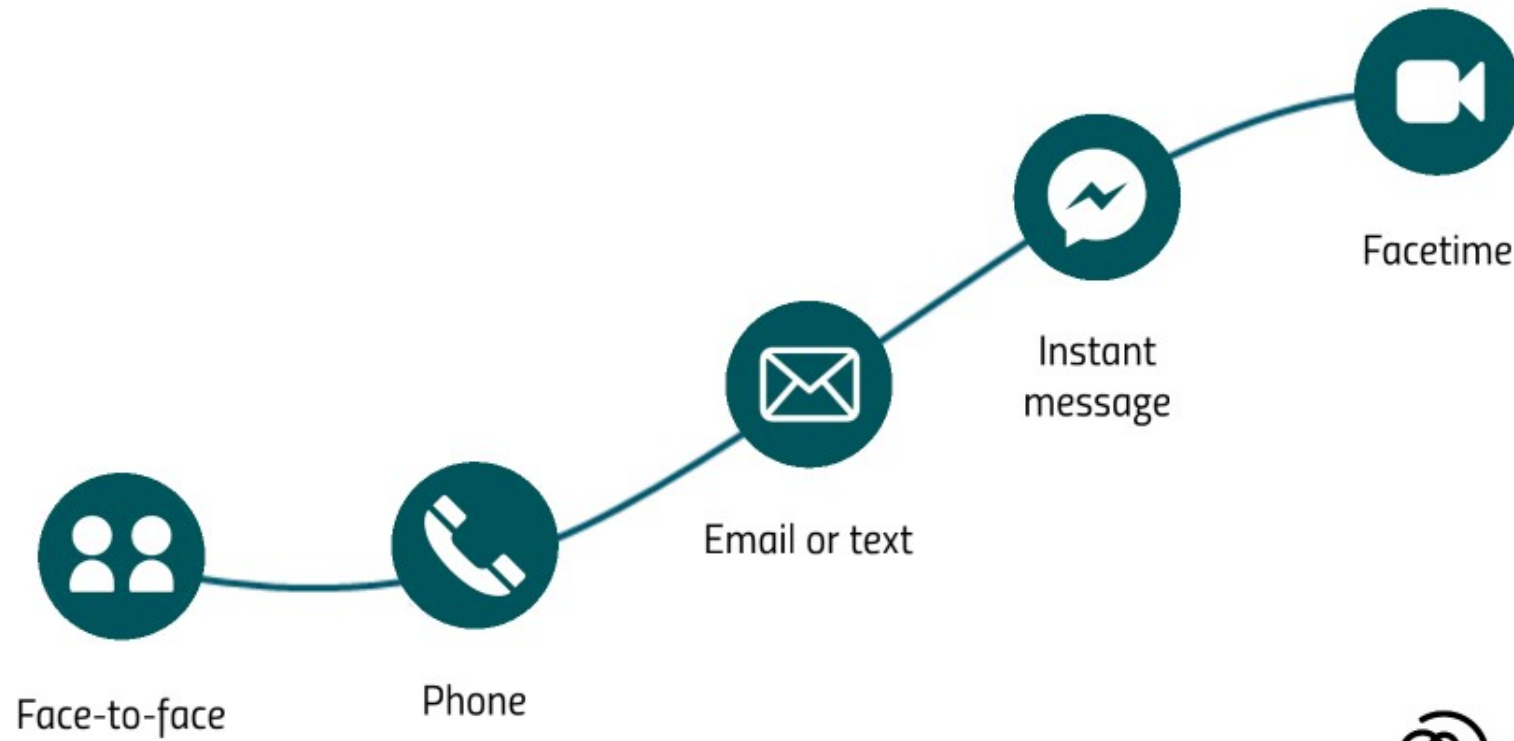 Face-to-face
Phone
Email or text
Instant
message
Facetime